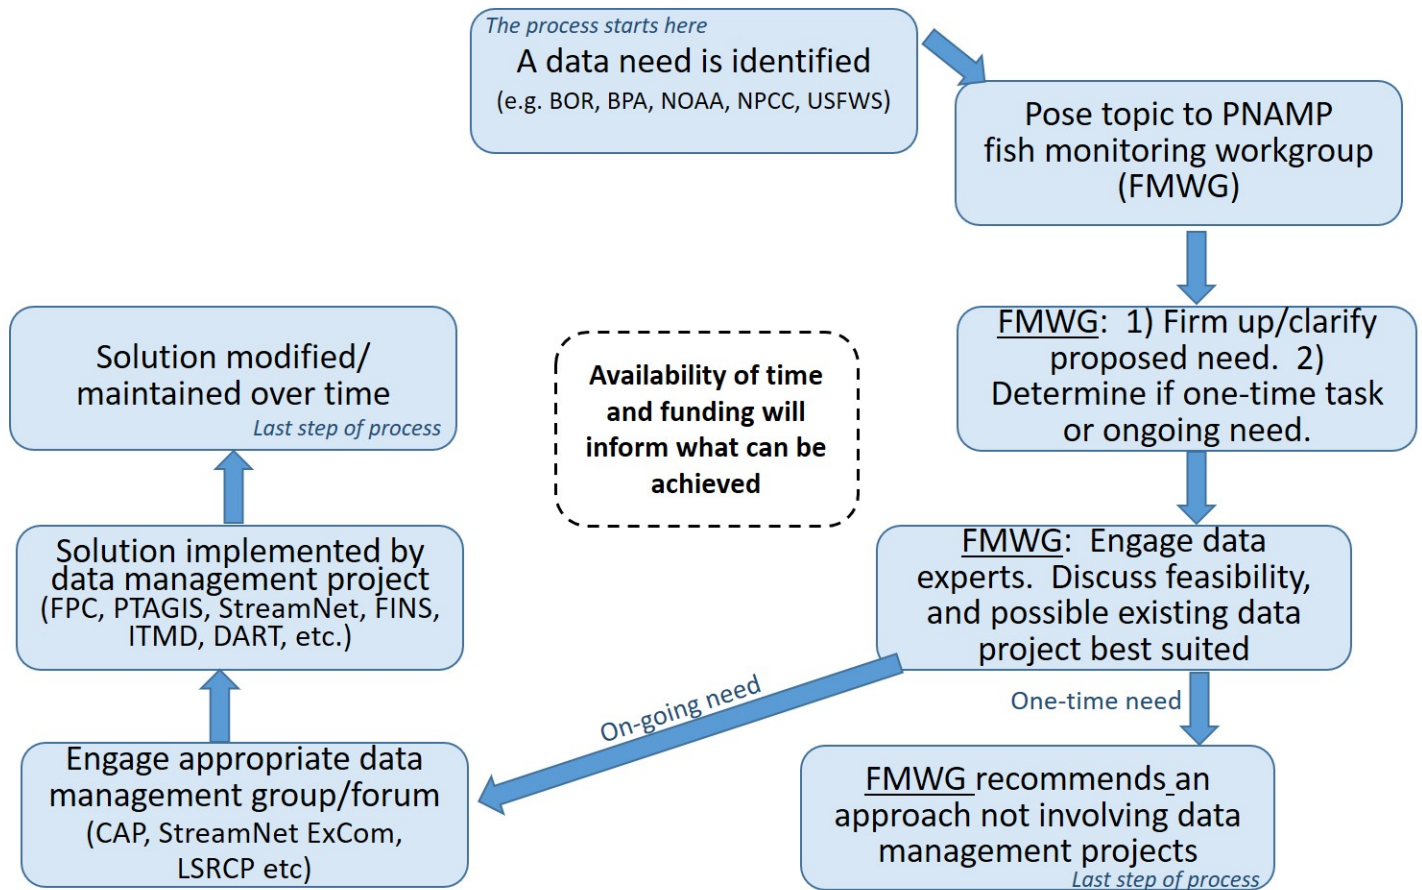 The process starts here
A data need is identified
(e.g. BOR, BPA, NOAA, NPCC, USFWS)
Pose topic to PNAMP
fish monitoring workgroup
(FMWG)
FMWG:  1) Firm up/clarify
proposed need.  2)
Determine if one-time task
or ongoing need.
FMWG:  Engage data
experts.  Discuss feasibility,
and possible existing data
project best suited
One-time need
FMWG recommends an
approach not involving data
management projects
Last step of process
On-going need
Engage appropriate data
management group/forum
(CAP, StreamNet ExCom,
LSRCP etc)
Solution implemented by
data management project
(FPC, PTAGIS, StreamNet, FINS,
ITMD, DART, etc.)
Solution modified/
maintained over time
Last step of process
Availability of time
and funding will
inform what can be
achieved